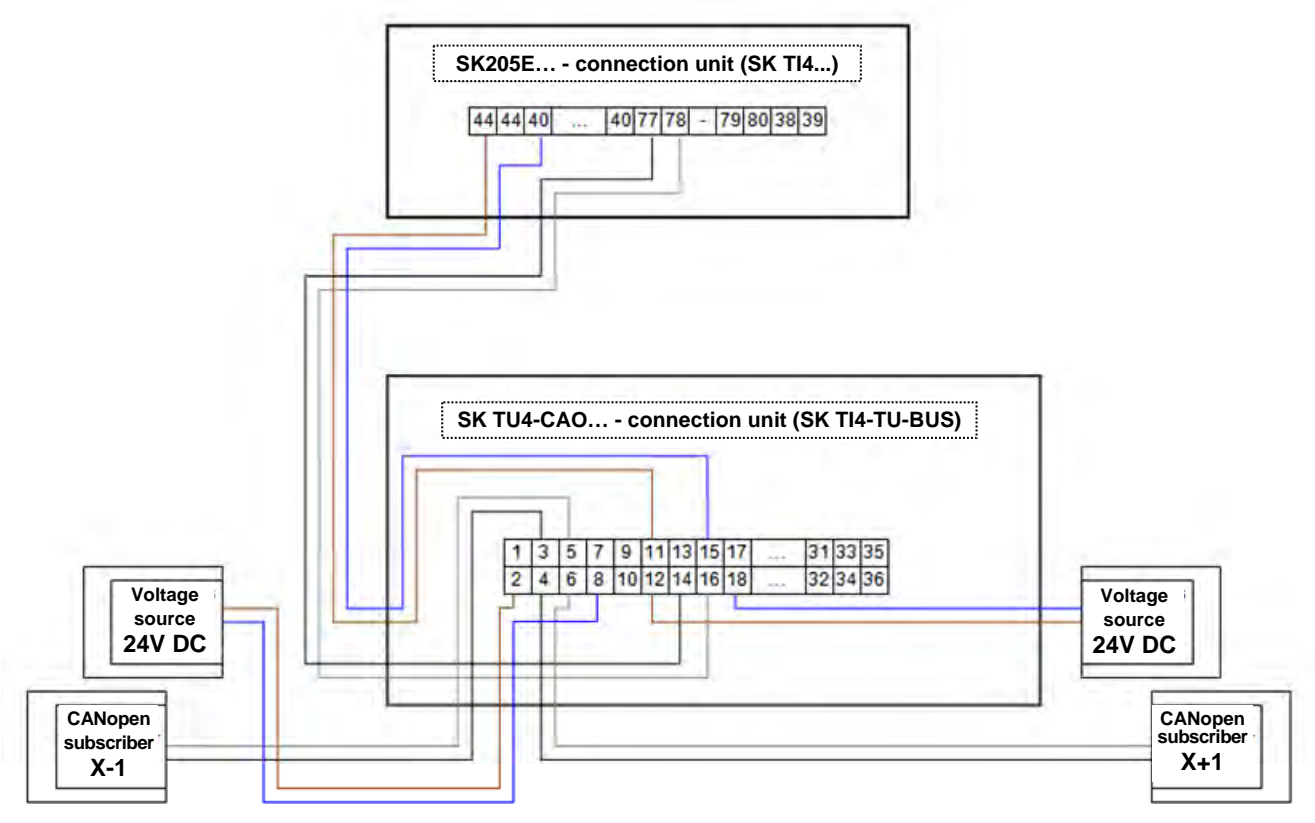 SK205E… - connection unit (SK TI4...)
44 44 40 ... 40 77 78 - 79 80 38 39
SK TU4-CAO… - connection unit (SK TI4-TU-BUS)
1 3 5 7 9 11 13 15 17 ... 31 33 35
2 4 6 8 10 12 14 16 18 ... 32 34 36
Voltage
source
24V DC
Voltage
source
24V DC
CANopen
subscriber
X-1
CANopen
subscriber
X+1